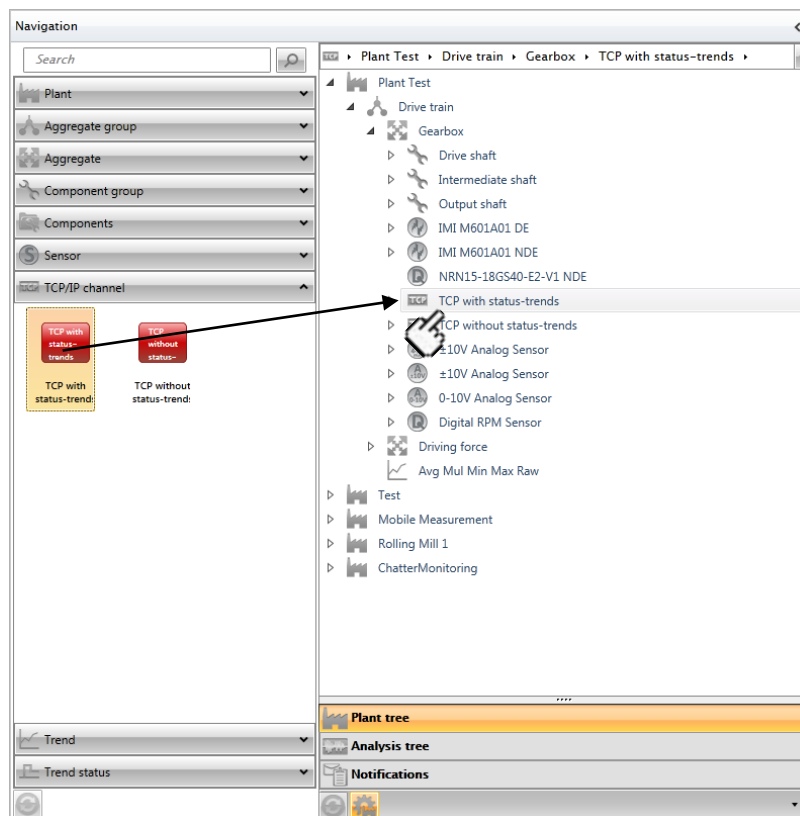 Navigation
Search
Plant
Aggregate group
Aggregate
Component group
Components
Sensor
TCP/IP channel
TCP with
status-
trends
TCP
without
status-
TCP with
status-trends
TCP without
status-trends
Trend
Trend status
Plant Test Drive train Gearbox TCP with status-trends
Plant Test
Drive train
Gearbox
Drive shaft
Intermediate shaft
Output shaft
IMI M601A01 DE
IMI M601A01 NDE
NRN15-18GS40-E2-V1 NDE
TCP with status-trends
TCP without status-trends
±10V Analog Sensor
±10V Analog Sensor
0-10V Analog Sensor
Digital RPM Sensor
Driving force
Avg Mul Min Max Raw
Test
Mobile Measurement
Rolling Mill 1
ChatterMonitoring
Plant tree
Analysis tree
Notifications